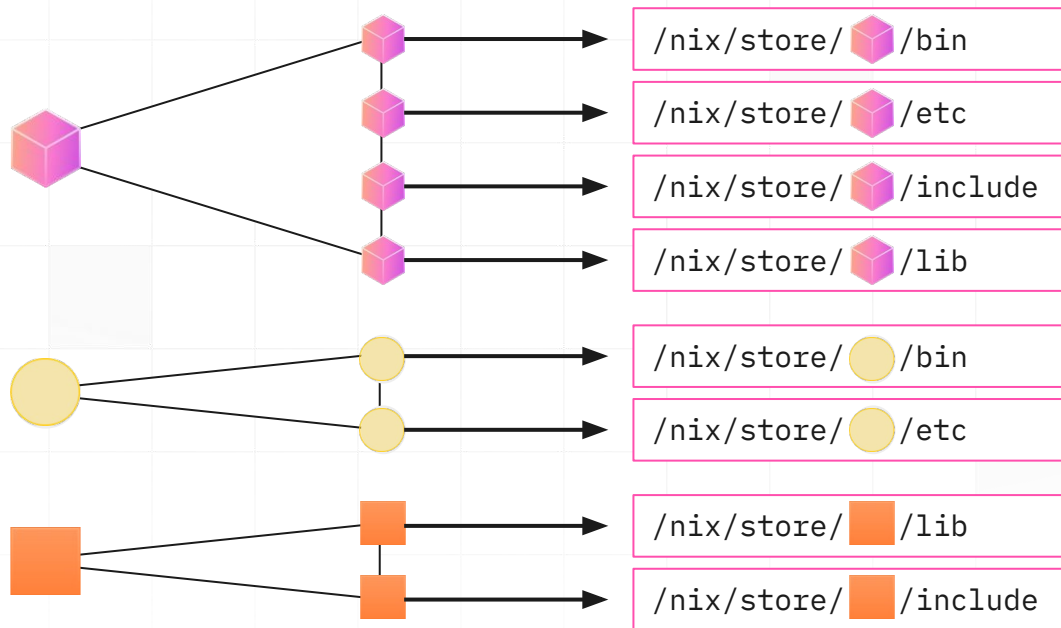 /nix/store/ /bin
/nix/store/ /etc
/nix/store/ /include
/nix/store/ /lib
/nix/store/ /bin
/nix/store/ /etc
/nix/store/ /lib
/nix/store/ /include